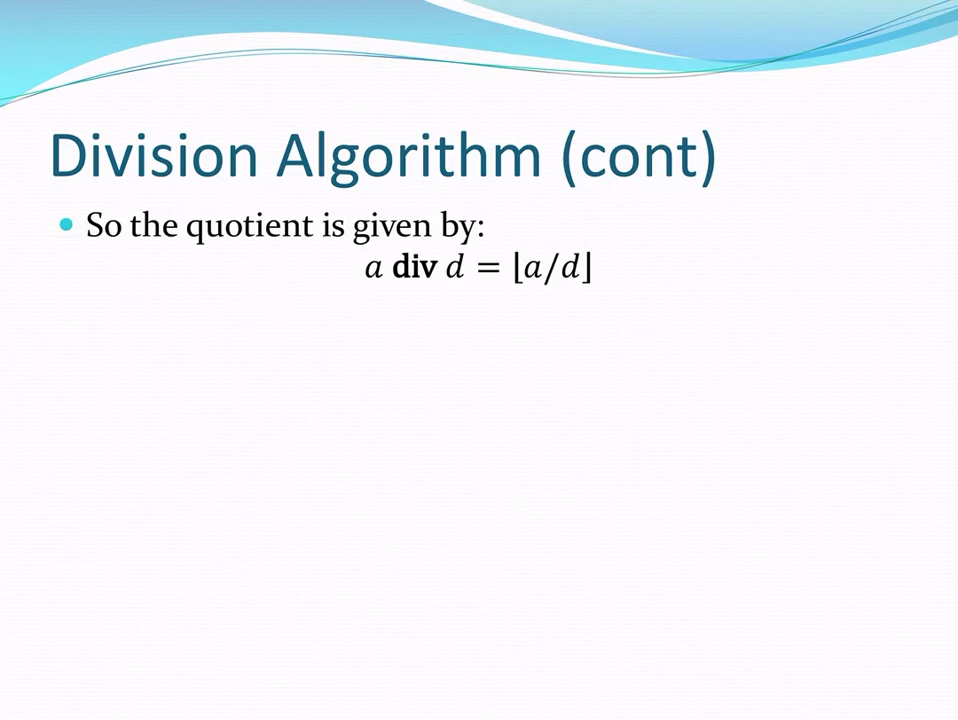 Division Algorithm (cont)
• So the quotient is given by:
a div d = ⌊a/d⌋